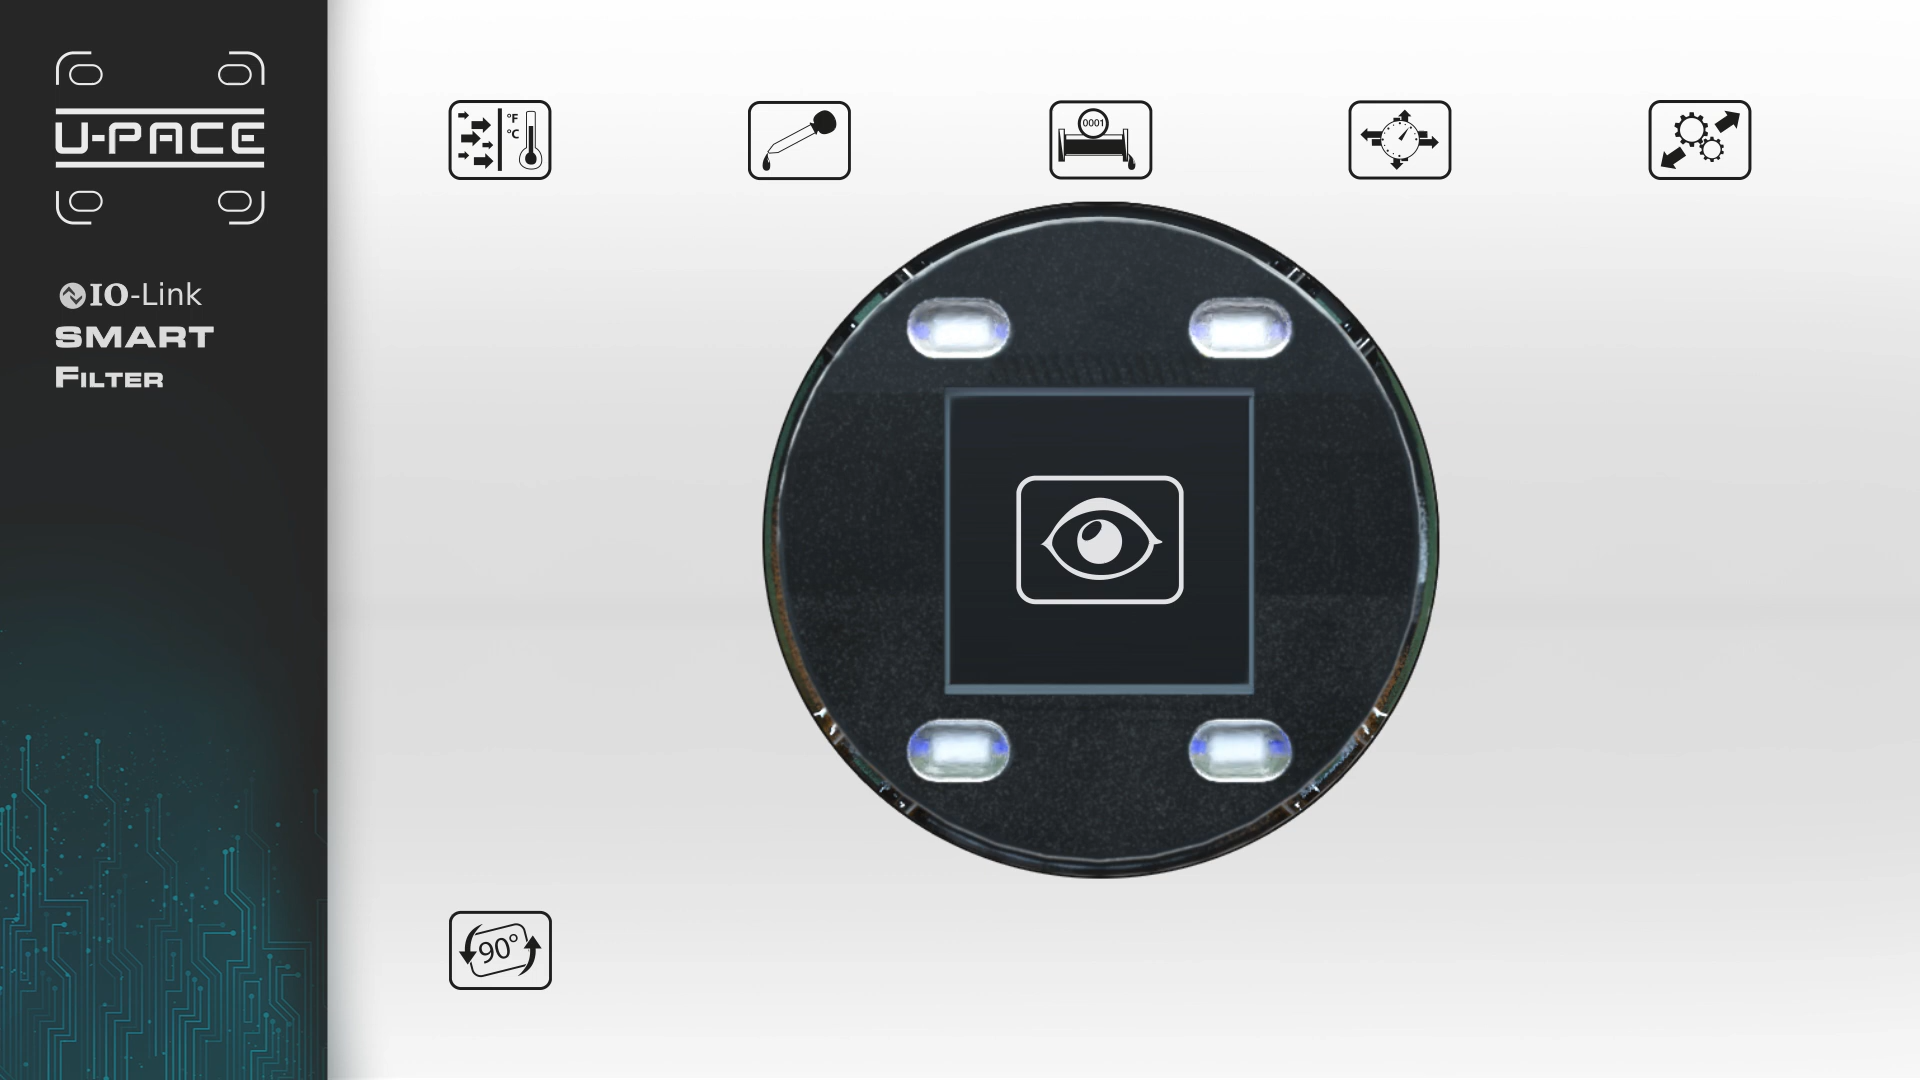 U-PACE
IO-Link
SMART
FILTER
°F
°C
0001
90°